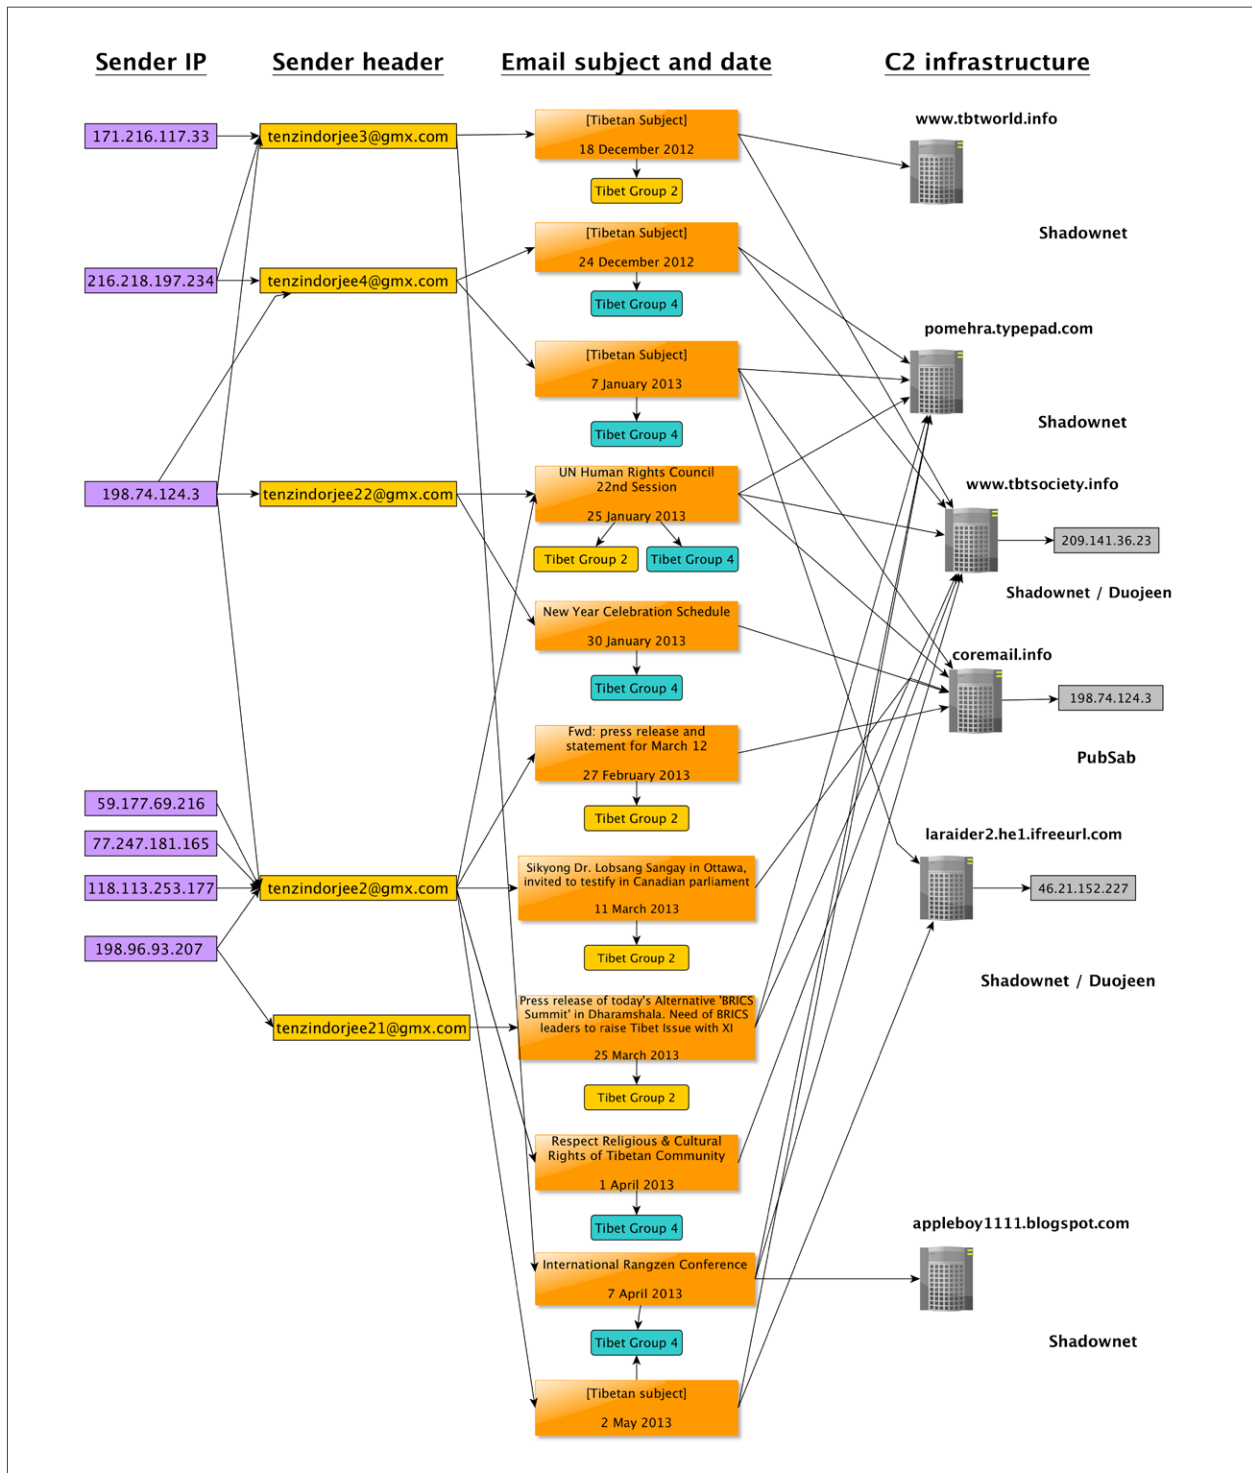 Sender IP
Sender header
Email subject and date
C2 infrastructure
171.216.117.33
216.218.197.234
198.74.124.3
59.177.69.216
77.247.181.165
118.113.253.177
198.96.93.207
tenzindorjee3@gmx.com
tenzindorjee4@gmx.com
tenzindorjee22@gmx.com
tenzindorjee2@gmx.com
tenzindorjee21@gmx.com
[Tibetan Subject]
18 December 2012
Tibet Group 2
[Tibetan Subject]
24 December 2012
Tibet Group 4
[Tibetan Subject]
7 January 2013
Tibet Group 4
UN Human Rights Council
22nd Session
25 January 2013
Tibet Group 2
Tibet Group 4
New Year Celebration Schedule
30 January 2013
Tibet Group 4
Fwd: press release and
statement for March 12
27 February 2013
Tibet Group 2
Sikyong Dr. Lobsang Sangay in Ottawa,
invited to testify in Canadian parliament
11 March 2013
Tibet Group 2
Press release of today's Alternative 'BRICS
Summit' in Dharamshala. Need of BRICS
leaders to raise Tibet Issue with XI
25 March 2013
Tibet Group 2
Respect Religious & Cultural
Rights of Tibetan Community
1 April 2013
Tibet Group 4
International Rangzen Conference
7 April 2013
Tibet Group 4
[Tibetan subject]
2 May 2013
www.tbtworld.info
Shadownet
pomehra.typepad.com
Shadownet
www.tbtsociety.info
209.141.36.23
Shadownet / Duojeen
coremail.info
198.74.124.3
PubSab
laraider2.he1.ifreeurl.com
46.21.152.227
Shadownet / Duojeen
appleboy1111.blogspot.com
Shadownet